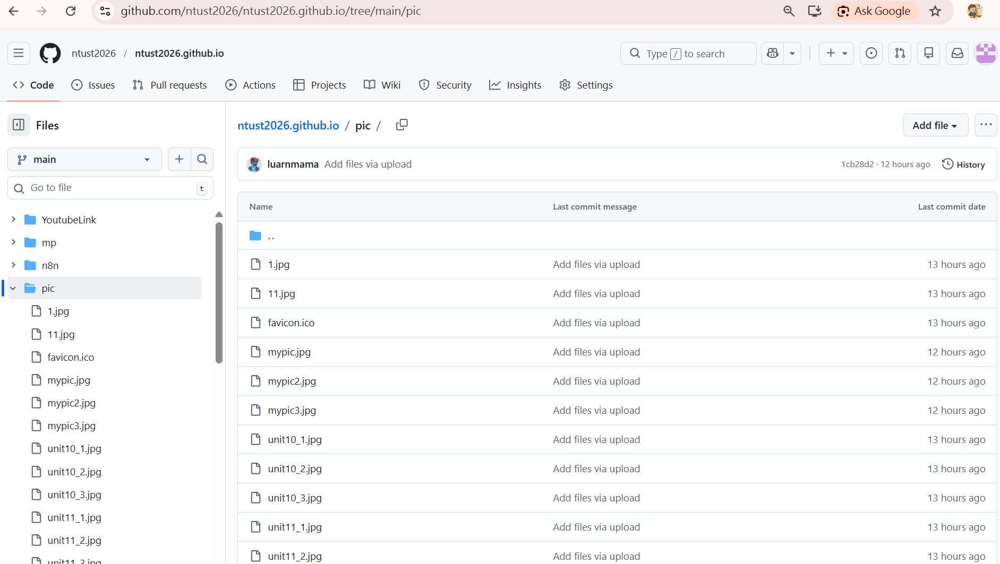 github.com/ntust2026/ntust2026.github.io/tree/main/pic
Ask Google
ntust2026 / ntust2026.github.io
Type / to search
Code
Issues
Pull requests
Actions
Projects
Wiki
Security
Insights
Settings
Files
main
Go to file
t
YoutubeLink
mp
n8n
pic
1.jpg
11.jpg
favicon.ico
mypic.jpg
mypic2.jpg
mypic3.jpg
unit10_1.jpg
unit10_2.jpg
unit10_3.jpg
unit11_1.jpg
unit11_2.jpg
unit11_3.jpg
ntust2026.github.io / pic /
Add file
luarnmama Add files via upload
1cb28d2 · 12 hours ago
History
Name Last commit message Last commit date
..
1.jpg Add files via upload 13 hours ago
11.jpg Add files via upload 13 hours ago
favicon.ico Add files via upload 13 hours ago
mypic.jpg Add files via upload 12 hours ago
mypic2.jpg Add files via upload 12 hours ago
mypic3.jpg Add files via upload 12 hours ago
unit10_1.jpg Add files via upload 13 hours ago
unit10_2.jpg Add files via upload 13 hours ago
unit10_3.jpg Add files via upload 13 hours ago
unit11_1.jpg Add files via upload 13 hours ago
unit11_2.jpg Add files via upload 13 hours ago